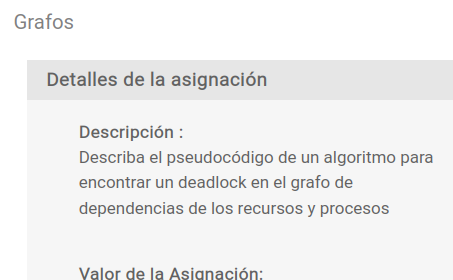 Grafos
Detalles de la asignación
Descripción :
Describa el pseudocódigo de un algoritmo para
encontrar un deadlock en el grafo de
dependencias de los recursos y procesos
Valor de la Asignación: